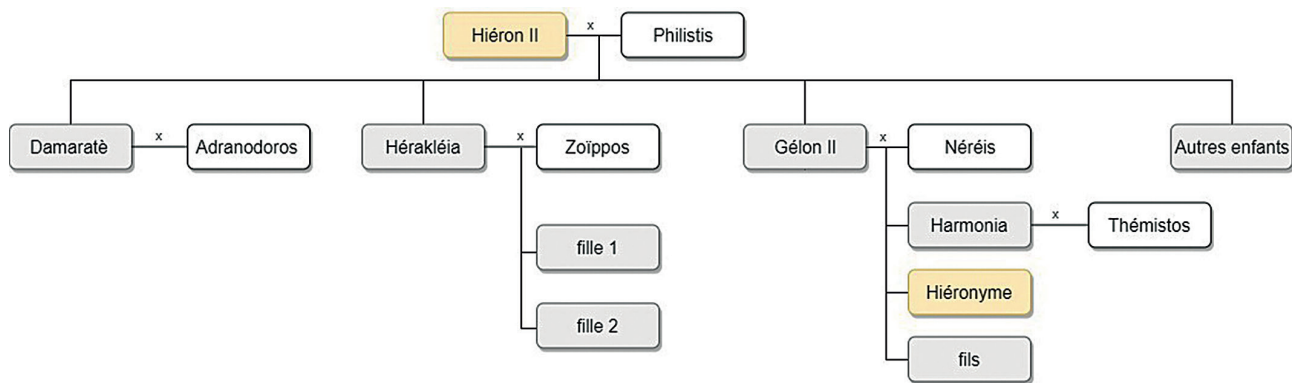 Hiéron II x Philistis
Damaratè x Adranodoros Hérakléia x Zoïppos Gélon II x Néréis Autres enfants
Harmonia x Thémistos
fille 1
Hiéronyme
fille 2
fils